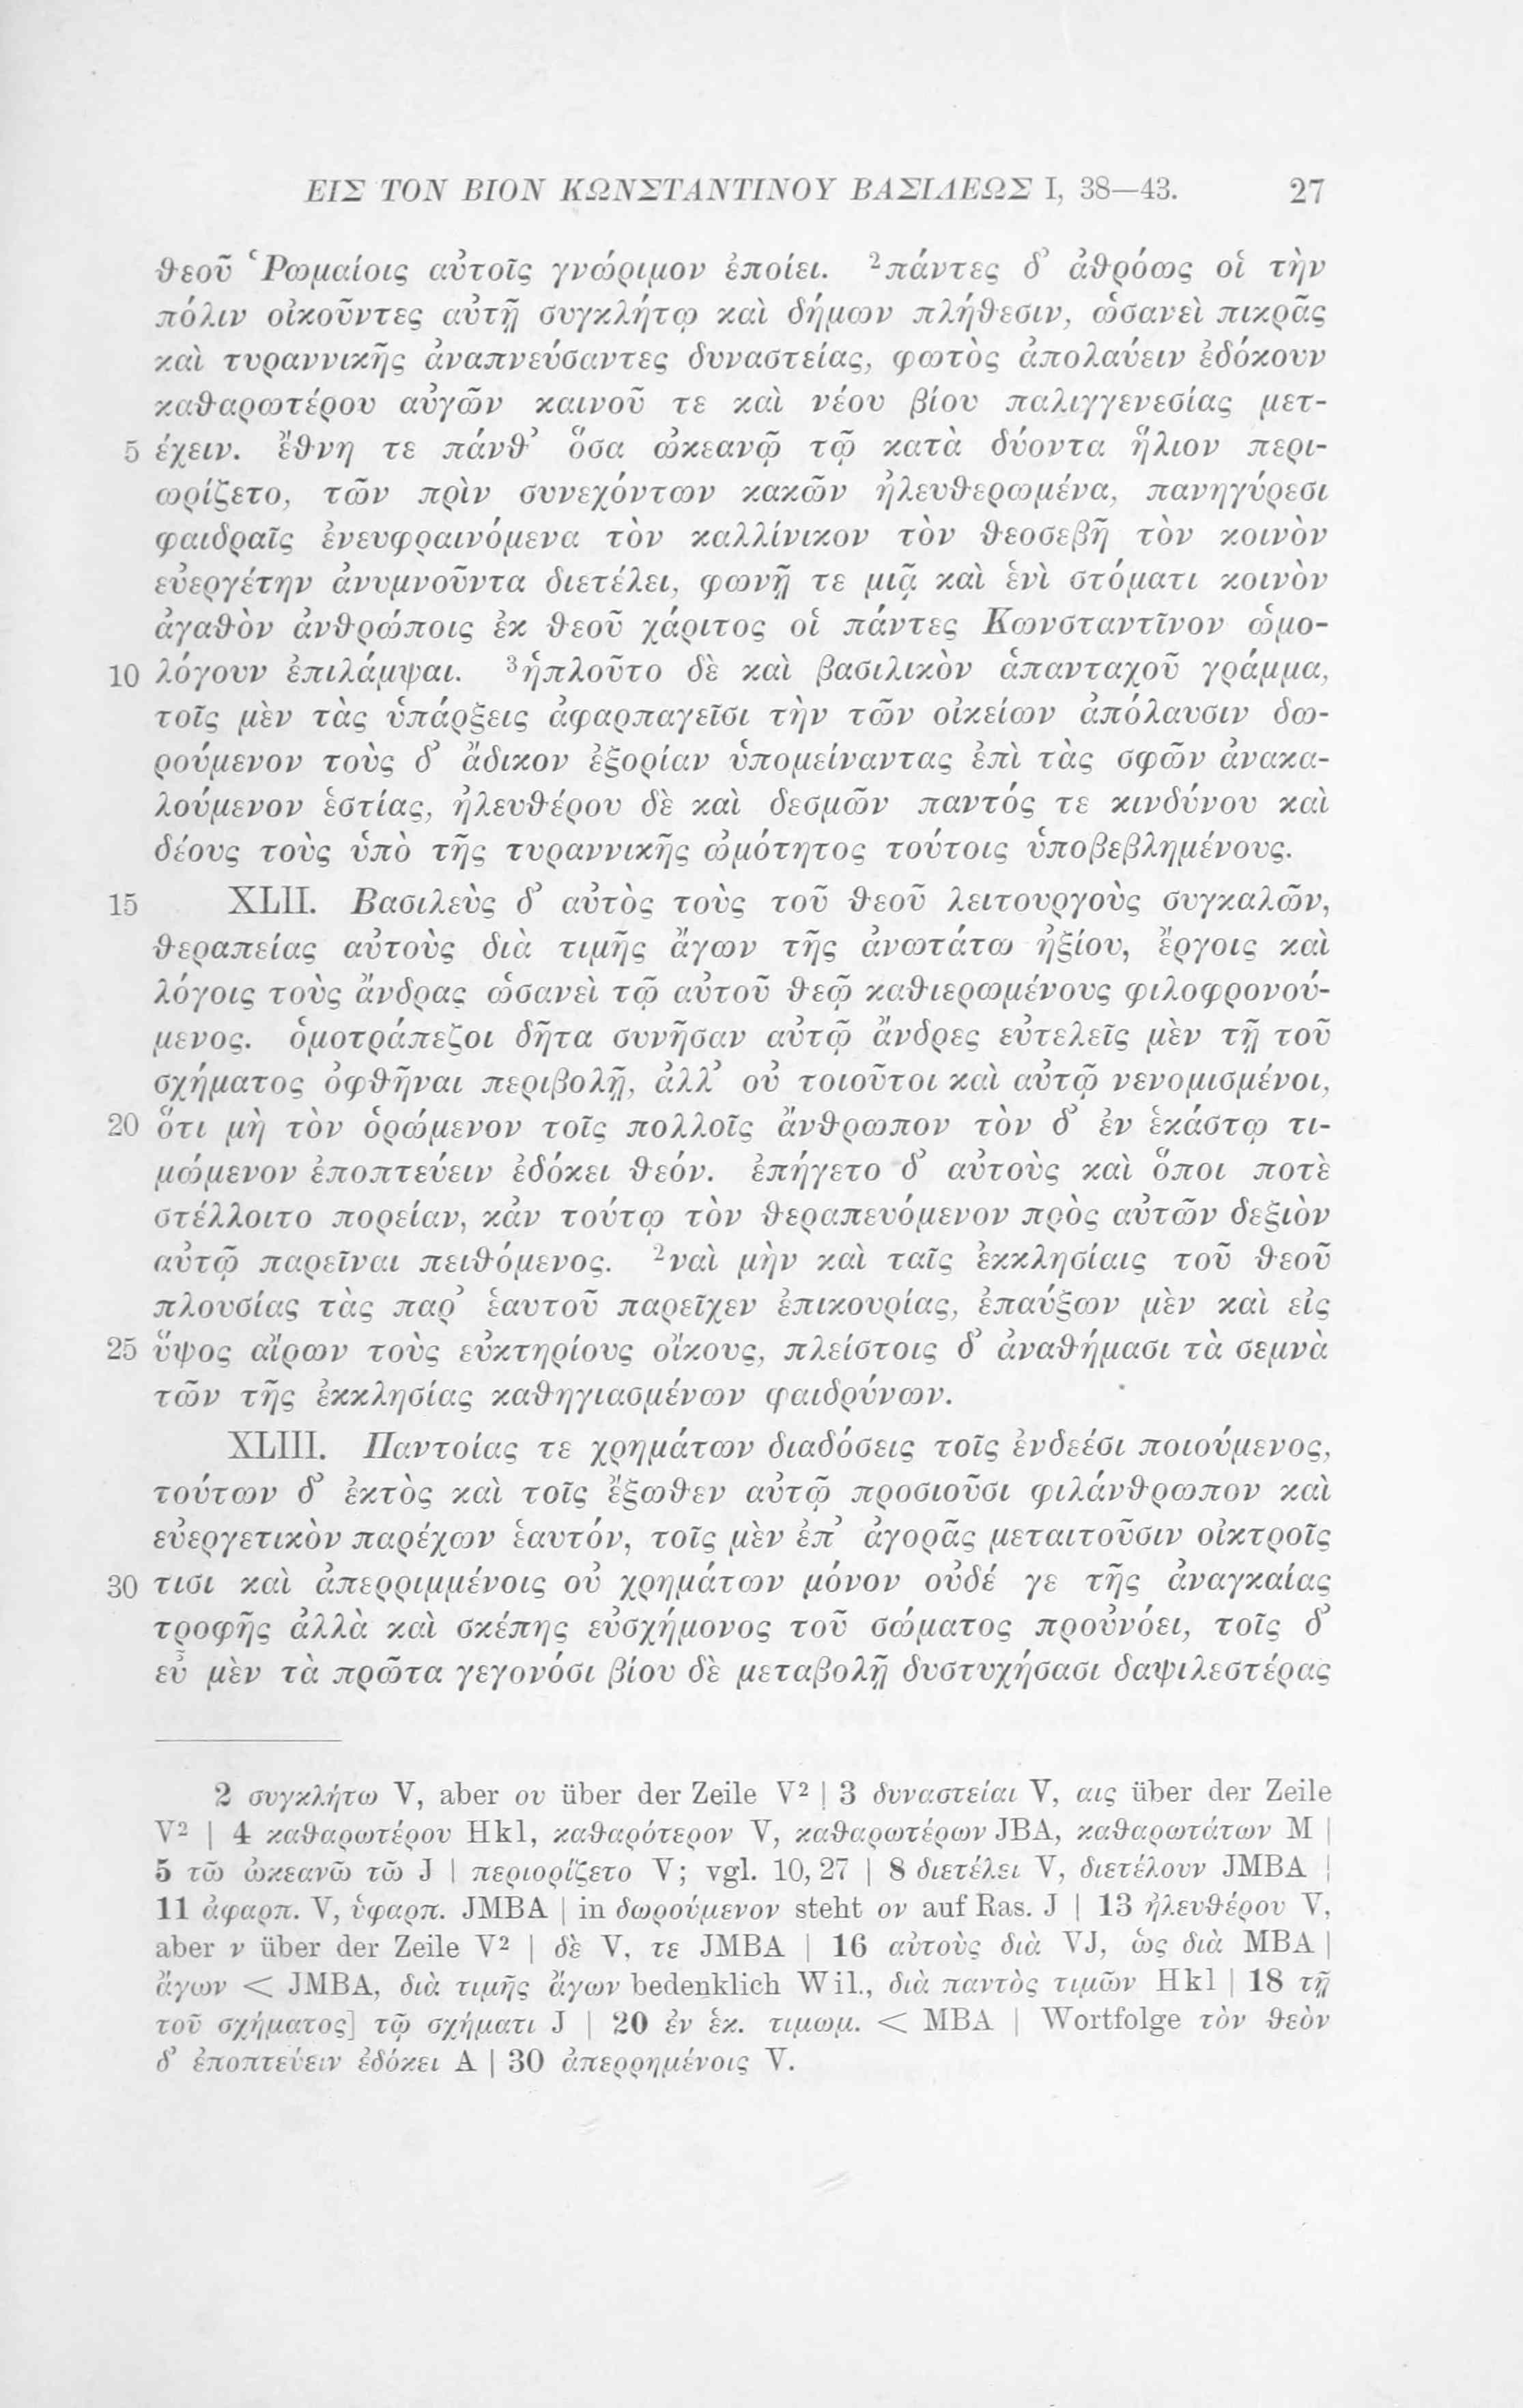 ΕΙΣ ΤΟΝ ΒΙΟΝ ΚΩΝΣΤΑΝΤΙΝΟΥ ΒΑΣΙΛΕΩΣ I, 38—43. 27
θεοῦ Ῥωμαίοις αὐτοῖς γνώριμον ἐποίει. ²πάντες δ' ἀθρόως οἱ τὴν
πόλιν οἰκοῦντες αὐτῇ συγκλήτῳ καὶ δήμων πλήθεσιν, ὡσανεὶ πικρᾶς
καὶ τυραννικῆς ἀναπνεύσαντες δυναστείας, φωτὸς ἀπολαύειν ἐδόκουν
καθαρωτέρου αὐγῶν καινοῦ τε καὶ νέου βίου παλιγγενεσίας μετ-
5 έχειν. ἔθνη τε πάνθ' ὅσα ὠκεανῷ τῷ κατὰ δύοντα ἥλιον περι-
ωρίζετο, τῶν πρὶν συνεχόντων κακῶν ἠλευθερωμένα, πανηγύρεσι
φαιδραῖς ἐνευφραινόμενα τὸν καλλίνικον τὸν θεοσεβῆ τὸν κοινὸν
εὐεργέτην ἀνυμνοῦντα διετέλει, φωνῇ τε μιᾷ καὶ ἑνὶ στόματι κοινὸν
ἀγαθὸν ἀνθρώποις ἐκ θεοῦ χάριτος οἱ πάντες Κωνσταντῖνον ὡμο-
10 λόγουν ἐπιλάμψαι. ³ἡπλοῦτο δὲ καὶ βασιλικὸν ἁπανταχοῦ γράμμα,
τοῖς μὲν τὰς ὑπάρξεις ἀφαρπαγεῖσι τὴν τῶν οἰκείων ἀπόλαυσιν δω-
ρούμενον τοὺς δ' ἄδικον ἐξορίαν ὑπομείναντας ἐπὶ τὰς σφῶν ἀνακα-
λούμενον ἑστίας, ἠλευθέρου δὲ καὶ δεσμῶν παντός τε κινδύνου καὶ
δέους τοὺς ὑπὸ τῆς τυραννικῆς ὠμότητος τούτοις ὑποβεβλημένους.
15 XLII. Βασιλεὺς δ' αὐτὸς τοὺς τοῦ θεοῦ λειτουργοὺς συγκαλῶν,
θεραπείας αὐτοὺς διὰ τιμῆς ἄγων τῆς ἀνωτάτω ἠξίου, ἔργοις καὶ
λόγοις τοὺς ἄνδρας ὡσανεὶ τῷ αὐτοῦ θεῷ καθιερωμένους φιλοφρονού-
μενος. ὁμοτράπεζοι δῆτα συνῆσαν αὐτῷ ἄνδρες εὐτελεῖς μὲν τῇ τοῦ
σχήματος ὀφθῆναι περιβολῇ, ἀλλ' οὐ τοιοῦτοι καὶ αὐτῷ νενομισμένοι,
20 ὅτι μὴ τὸν ὁρώμενον τοῖς πολλοῖς ἄνθρωπον τὸν δ' ἐν ἑκάστῳ τι-
μώμενον ἐποπτεύειν ἐδόκει θεόν. ἐπήγετο δ' αὐτοὺς καὶ ὅποι ποτὲ
στέλλοιτο πορείαν, κἀν τούτῳ τὸν θεραπευόμενον πρὸς αὐτῶν δεξιὸν
αὐτῷ παρεῖναι πειθόμενος. ²ναὶ μὴν καὶ ταῖς ἐκκλησίαις τοῦ θεοῦ
πλουσίας τὰς παρ' ἑαυτοῦ παρεῖχεν ἐπικουρίας, ἐπαύξων μὲν καὶ εἰς
25 ὕψος αἴρων τοὺς εὐκτηρίους οἴκους, πλείστοις δ' ἀναθήμασι τὰ σεμνὰ
τῶν τῆς ἐκκλησίας καθηγιασμένων φαιδρύνων.
XLIII. Παντοίας τε χρημάτων διαδόσεις τοῖς ἐνδεέσι ποιούμενος,
τούτων δ' ἐκτὸς καὶ τοῖς ἔξωθεν αὐτῷ προσιοῦσι φιλάνθρωπον καὶ
εὐεργετικὸν παρέχων ἑαυτόν, τοῖς μὲν ἐπ' ἀγορᾶς μεταιτοῦσιν οἰκτροῖς
30 τισι καὶ ἀπερριμμένοις οὐ χρημάτων μόνον οὐδέ γε τῆς ἀναγκαίας
τροφῆς ἀλλὰ καὶ σκέπης εὐσχήμονος τοῦ σώματος προὐνόει, τοῖς δ'
εὖ μὲν τὰ πρῶτα γεγονόσι βίου δὲ μεταβολῇ δυστυχήσασι δαψιλεστέρας
2 συγκλήτω V, aber ου über der Zeile V² | 3 δυναστείαι V, αις über der Zeile
V² | 4 καθαρωτέρου Hkl, καθαρότερον V, καθαρωτέρων JBA, καθαρωτάτων M |
5 τῶ ὠκεανῶ τῶ J | περιορίζετο V; vgl. 10, 27 | 8 διετέλει V, διετέλουν JMBA |
11 ἀφαρπ. V, ὑφαρπ. JMBA | in δωρούμενον steht ον auf Ras. J | 13 ἠλευθέρου V,
aber ν über der Zeile V² | δὲ V, τε JMBA | 16 αὐτοὺς διὰ VJ, ὡς διὰ MBA |
ἄγων < JMBA, διὰ τιμῆς ἄγων bedenklich Wil., διὰ παντὸς τιμῶν Hkl | 18 τῇ
τοῦ σχήματος] τῷ σχήματι J | 20 ἐν ἑκ. τιμωμ. < MBA | Wortfolge τὸν θεὸν
δ' ἐποπτεύειν ἐδόκει A | 30 ἀπερρημένοις V.